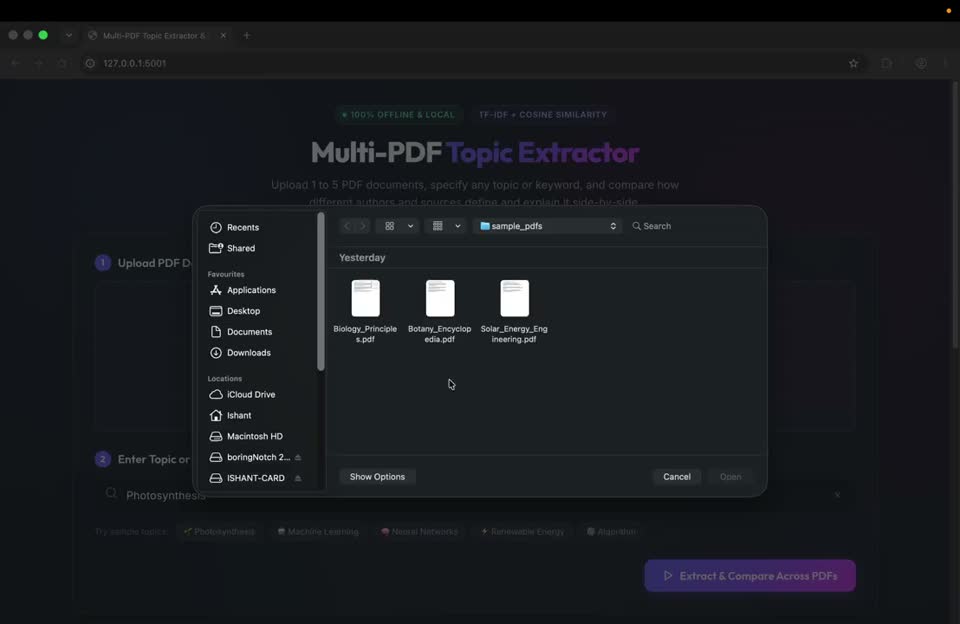 Multi-PDF Topic Extractor &
127.0.0.1:5001
100% OFFLINE & LOCAL
TF-IDF + COSINE SIMILARITY
Multi-PDF Topic Extractor
Upload 1 to 5 PDF documents, specify any topic or keyword, and compare how
different authors and sources define and explain it side-by-side.
Recents
Shared
Favourites
Applications
Desktop
Documents
Downloads
Locations
iCloud Drive
Ishant
Macintosh HD
boringNotch 2...
ISHANT-CARD
sample_pdfs
Search
Yesterday
Biology_Principle
s.pdf
Botany_Encyclop
edia.pdf
Solar_Energy_Eng
ineering.pdf
Show Options
Cancel
Open
1 Upload PDF D
2 Enter Topic or
Photosynthesis
Try sample topics:
Photosynthesis
Machine Learning
Neural Networks
Renewable Energy
Algorithm
Extract & Compare Across PDFs